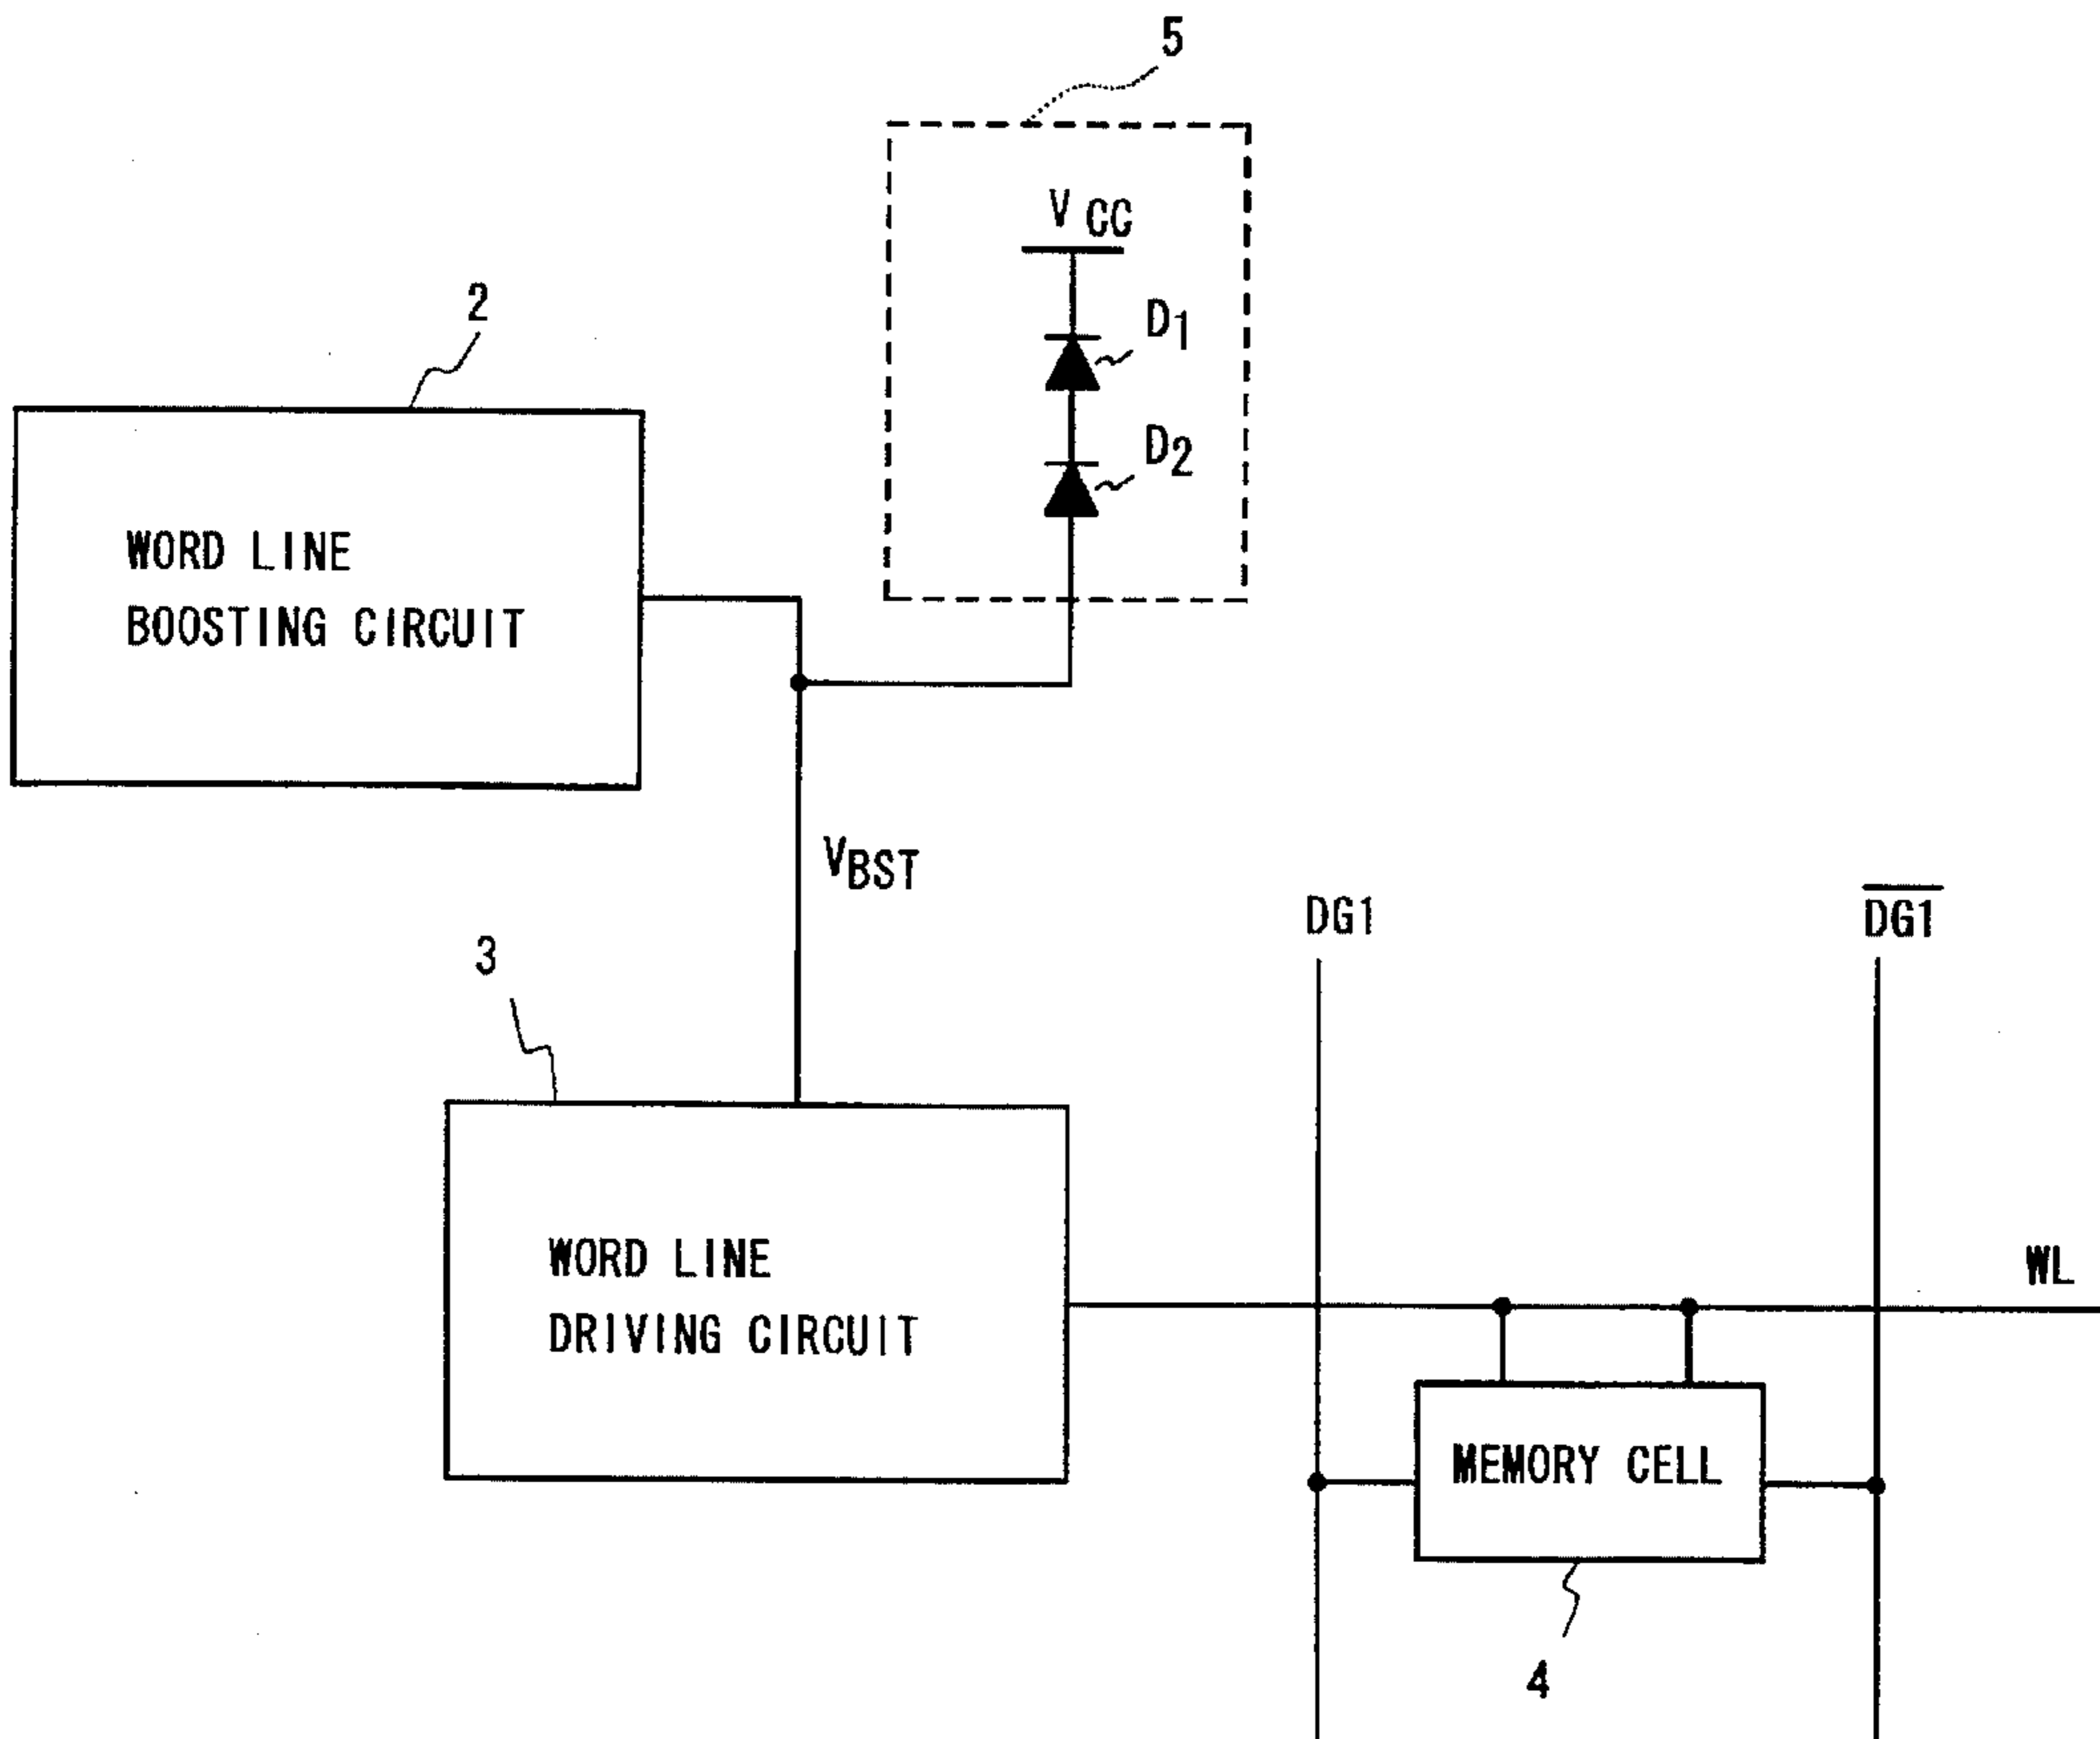 5
V CC
D1
2
D2
WORD LINE
BOOSTING CIRCUIT
VBST
DG1
D̅G̅1̅
3
WL
WORD LINE
DRIVING CIRCUIT
MEMORY CELL
4